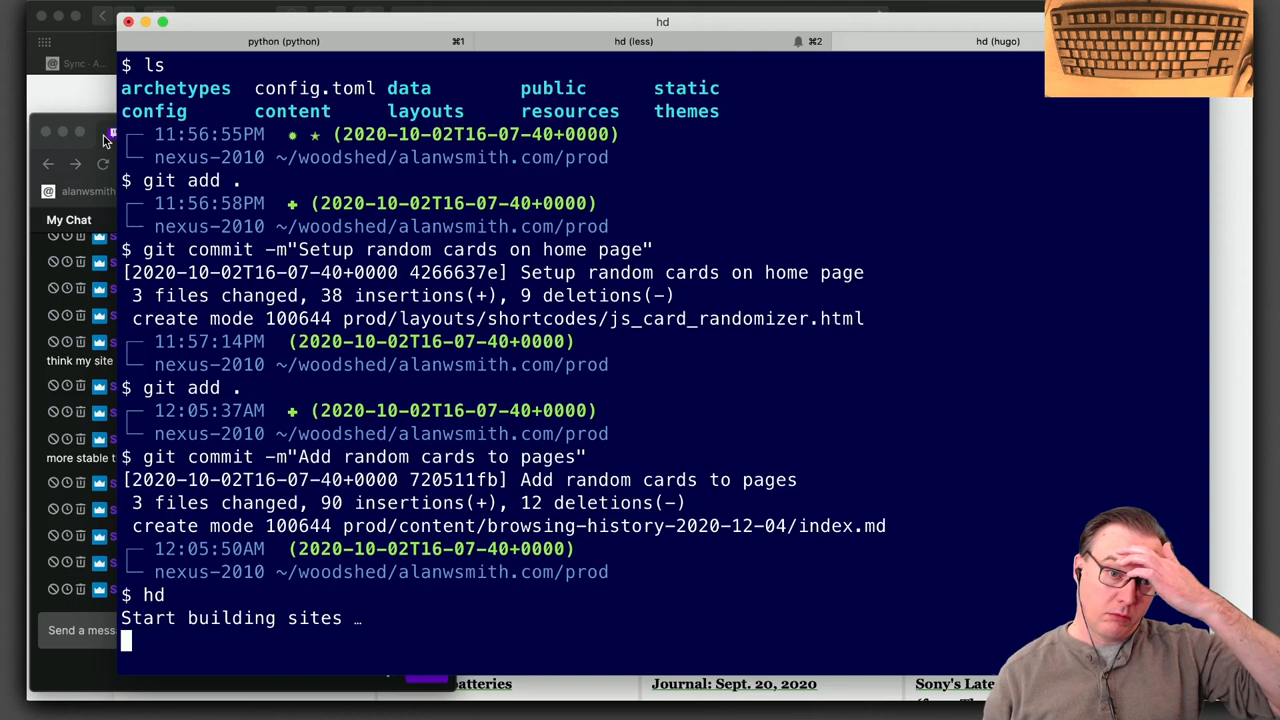 hd
python (python)
⌘1
hd (less)
⌘2
hd (hugo)
Sync - A...
$ ls
archetypes config.toml data public static
config content layouts resources themes
11:56:55PM ✹ ★ (2020-10-02T16-07-40+0000)
nexus-2010 ~/woodshed/alanwsmith.com/prod
$ git add .
11:56:58PM ✚ (2020-10-02T16-07-40+0000)
nexus-2010 ~/woodshed/alanwsmith.com/prod
$ git commit -m"Setup random cards on home page"
[2020-10-02T16-07-40+0000 4266637e] Setup random cards on home page
3 files changed, 38 insertions(+), 9 deletions(-)
create mode 100644 prod/layouts/shortcodes/js_card_randomizer.html
11:57:14PM (2020-10-02T16-07-40+0000)
nexus-2010 ~/woodshed/alanwsmith.com/prod
$ git add .
12:05:37AM ✚ (2020-10-02T16-07-40+0000)
nexus-2010 ~/woodshed/alanwsmith.com/prod
$ git commit -m"Add random cards to pages"
[2020-10-02T16-07-40+0000 720511fb] Add random cards to pages
3 files changed, 90 insertions(+), 12 deletions(-)
create mode 100644 prod/content/browsing-history-2020-12-04/index.md
12:05:50AM (2020-10-02T16-07-40+0000)
nexus-2010 ~/woodshed/alanwsmith.com/prod
$ hd
Start building sites …
alanwsmith
My Chat
think my site
more stable t
Send a messa
atteries
Journal: Sept. 20, 2020
Sony's Late